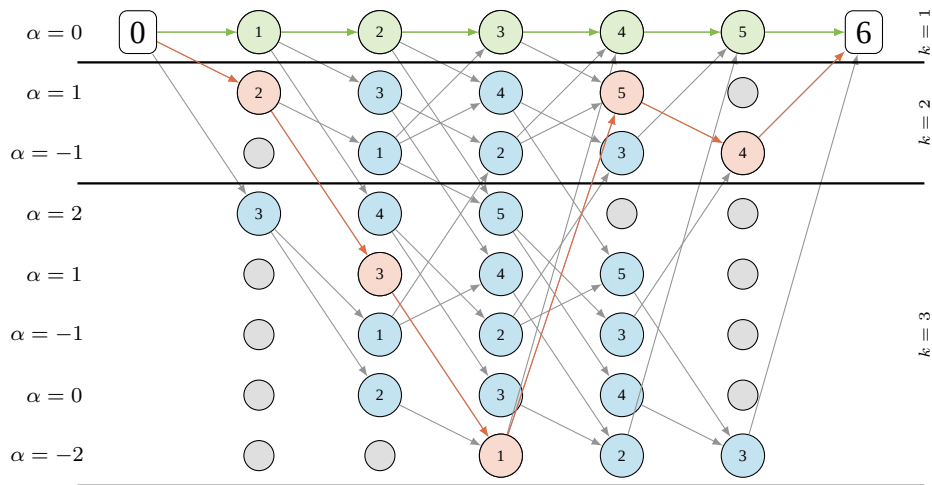 α = 0 0 1 2 3 4 5 6 k = 1
α = 1 2 3 4 5
k = 2
α = −1 1 2 3 4
α = 2 3 4 5
α = 1 3 4 5
k = 3
α = −1 1 2 3
α = 0 2 3 4
α = −2 1 2 3